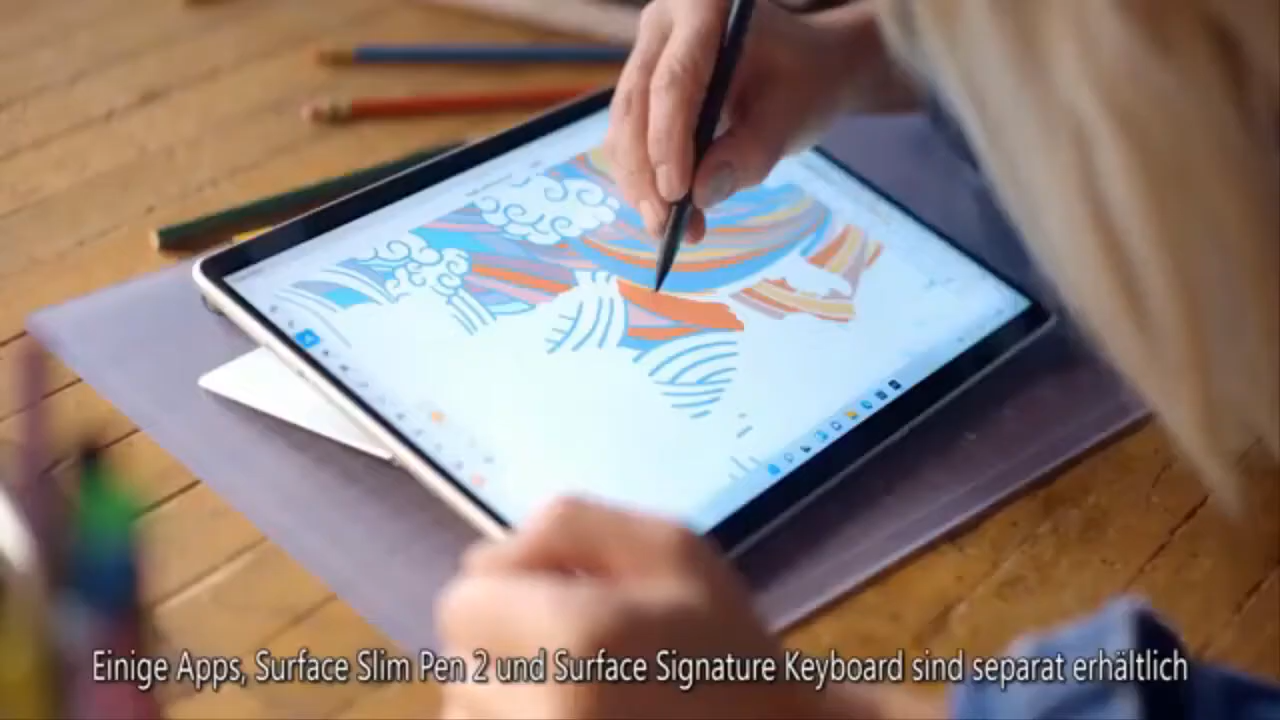 Einige Apps, Surface Slim Pen 2 und Surface Signature Keyboard sind separat erhältlich